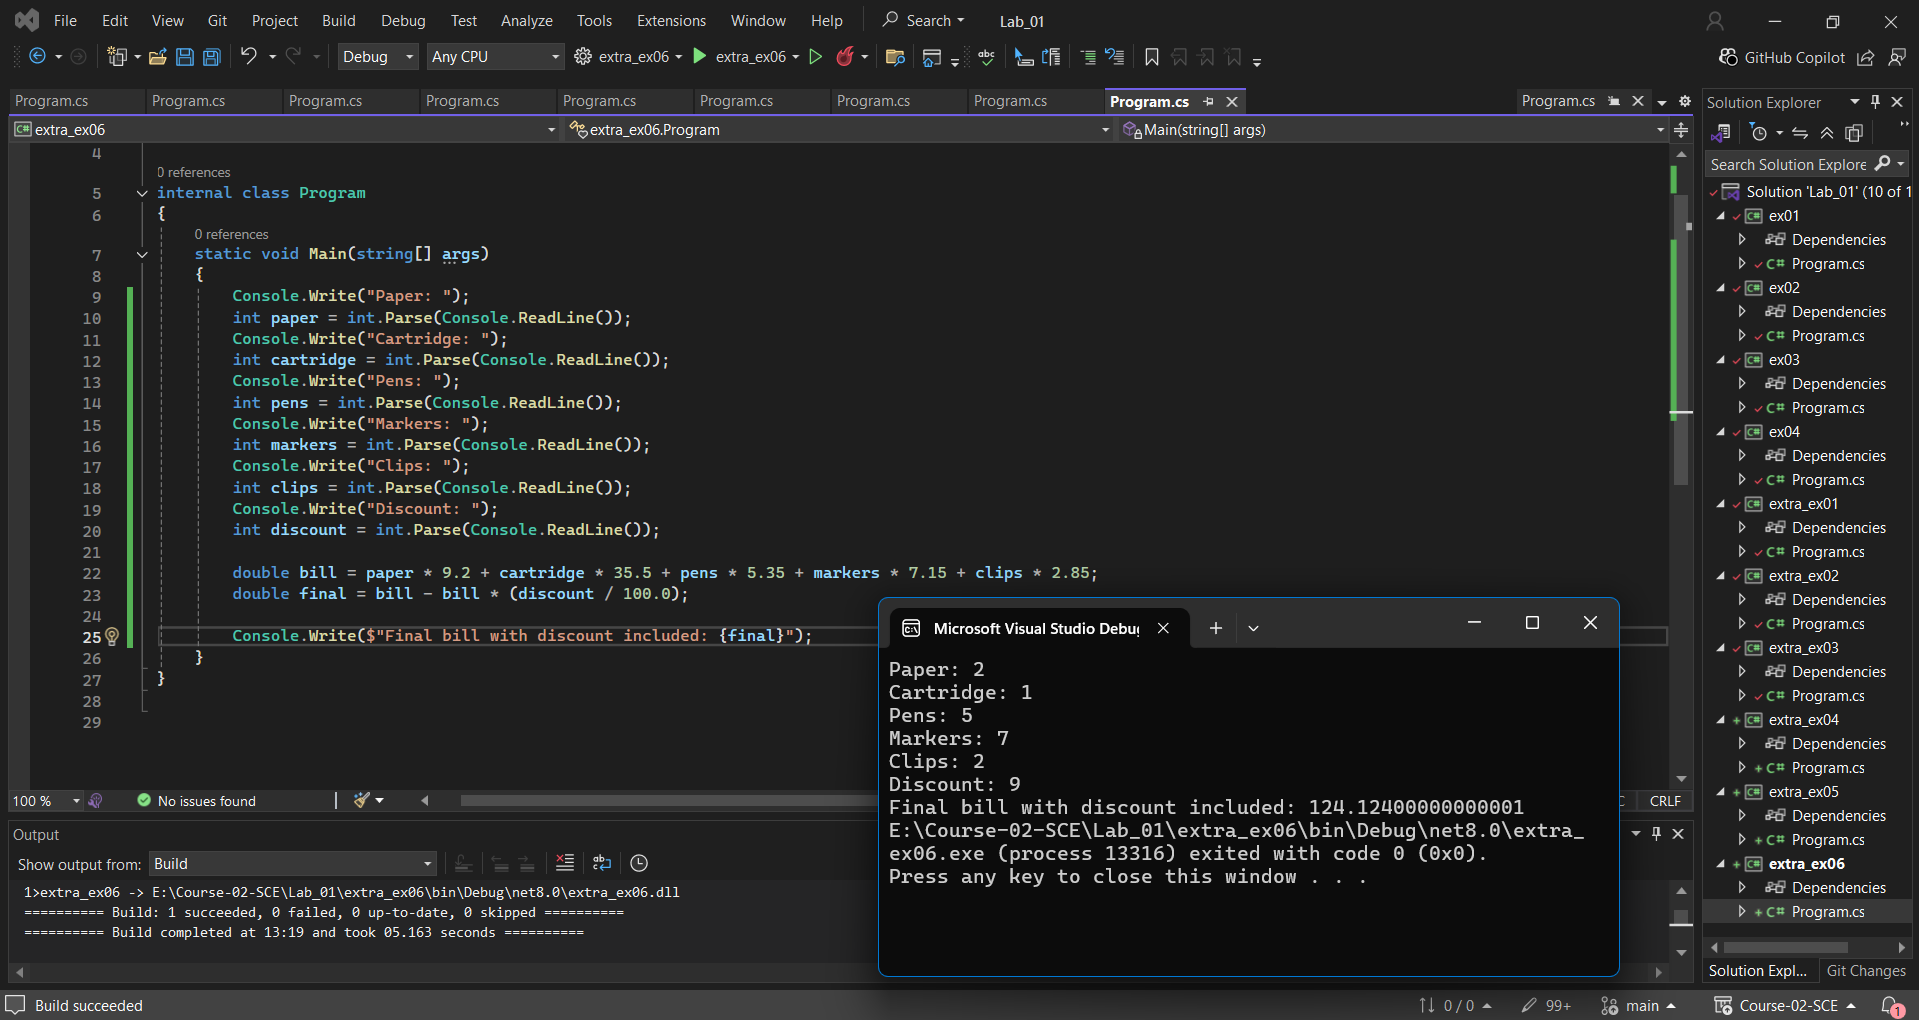 File Edit View Git Project Build Debug Test Analyze Tools Extensions Window Help Search Lab_01
Debug Any CPU extra_ex06 extra_ex06 GitHub Copilot
Program.cs Program.cs Program.cs Program.cs Program.cs Program.cs Program.cs Program.cs Program.cs Program.cs
extra_ex06 extra_ex06.Program Main(string[] args)
4
0 references
5 internal class Program
6 {
0 references
7 static void Main(string[] args)
8 {
9 Console.Write("Paper: ");
10 int paper = int.Parse(Console.ReadLine());
11 Console.Write("Cartridge: ");
12 int cartridge = int.Parse(Console.ReadLine());
13 Console.Write("Pens: ");
14 int pens = int.Parse(Console.ReadLine());
15 Console.Write("Markers: ");
16 int markers = int.Parse(Console.ReadLine());
17 Console.Write("Clips: ");
18 int clips = int.Parse(Console.ReadLine());
19 Console.Write("Discount: ");
20 int discount = int.Parse(Console.ReadLine());
21
22 double bill = paper * 9.2 + cartridge * 35.5 + pens * 5.35 + markers * 7.15 + clips * 2.85;
23 double final = bill - bill * (discount / 100.0);
24
25 Console.Write($"Final bill with discount included: {final}");
26 }
27 }
28
29
100 % No issues found CRLF
Output
Show output from: Build
1>extra_ex06 -> E:\Course-02-SCE\Lab_01\extra_ex06\bin\Debug\net8.0\extra_ex06.dll
========== Build: 1 succeeded, 0 failed, 0 up-to-date, 0 skipped ==========
========== Build completed at 13:19 and took 05.163 seconds ==========
Microsoft Visual Studio Debug
Paper: 2
Cartridge: 1
Pens: 5
Markers: 7
Clips: 2
Discount: 9
Final bill with discount included: 124.12400000000001
E:\Course-02-SCE\Lab_01\extra_ex06\bin\Debug\net8.0\extra_
ex06.exe (process 13316) exited with code 0 (0x0).
Press any key to close this window . . .
Solution Explorer
Search Solution Explore
Solution 'Lab_01' (10 of 1
C# ex01
Dependencies
C# Program.cs
C# ex02
Dependencies
C# Program.cs
C# ex03
Dependencies
C# Program.cs
C# ex04
Dependencies
C# Program.cs
C# extra_ex01
Dependencies
C# Program.cs
C# extra_ex02
Dependencies
C# Program.cs
C# extra_ex03
Dependencies
C# Program.cs
C# extra_ex04
Dependencies
C# Program.cs
C# extra_ex05
Dependencies
C# Program.cs
C# extra_ex06
Dependencies
C# Program.cs
Solution Expl... Git Changes
Build succeeded 0 / 0 99+ main Course-02-SCE 1